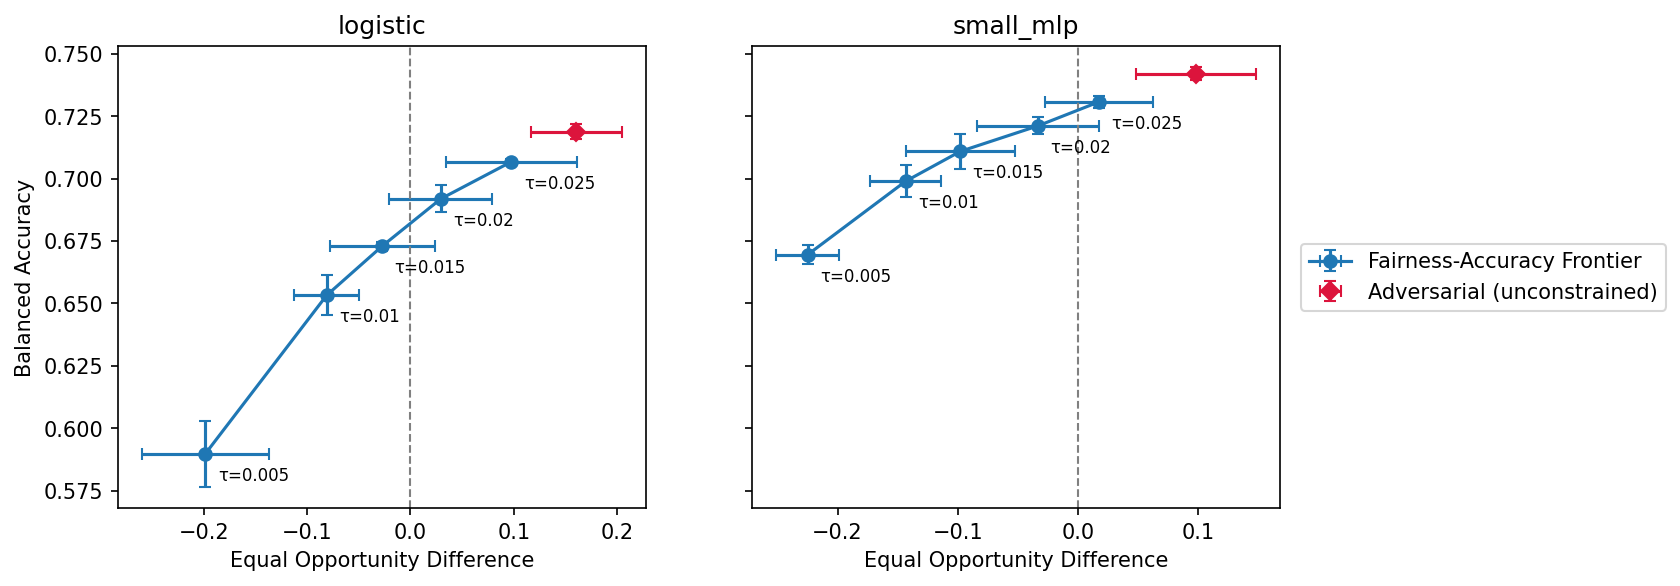 logistic
small_mlp
Balanced Accuracy
0.750
0.725
0.700
0.675
0.650
0.625
0.600
0.575
τ=0.025
τ=0.02
τ=0.015
τ=0.01
τ=0.005
−0.2
−0.1
0.0
0.1
0.2
Equal Opportunity Difference
τ=0.025
τ=0.02
τ=0.015
τ=0.01
τ=0.005
−0.2
−0.1
0.0
0.1
Equal Opportunity Difference
Fairness-Accuracy Frontier
Adversarial (unconstrained)